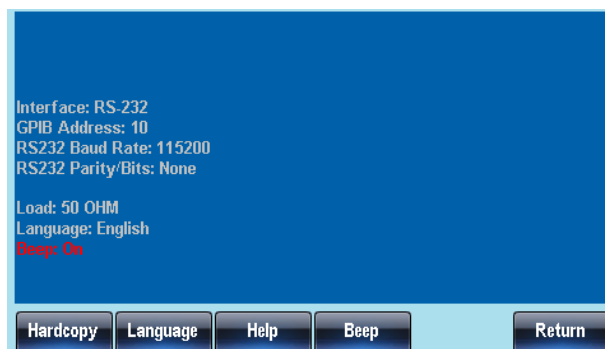 Interface: RS-232
GPIB Address: 10
RS232 Baud Rate: 115200
RS232 Parity/Bits: None
Load: 50 OHM
Language: English
Beep: On
Hardcopy Language Help Beep Return